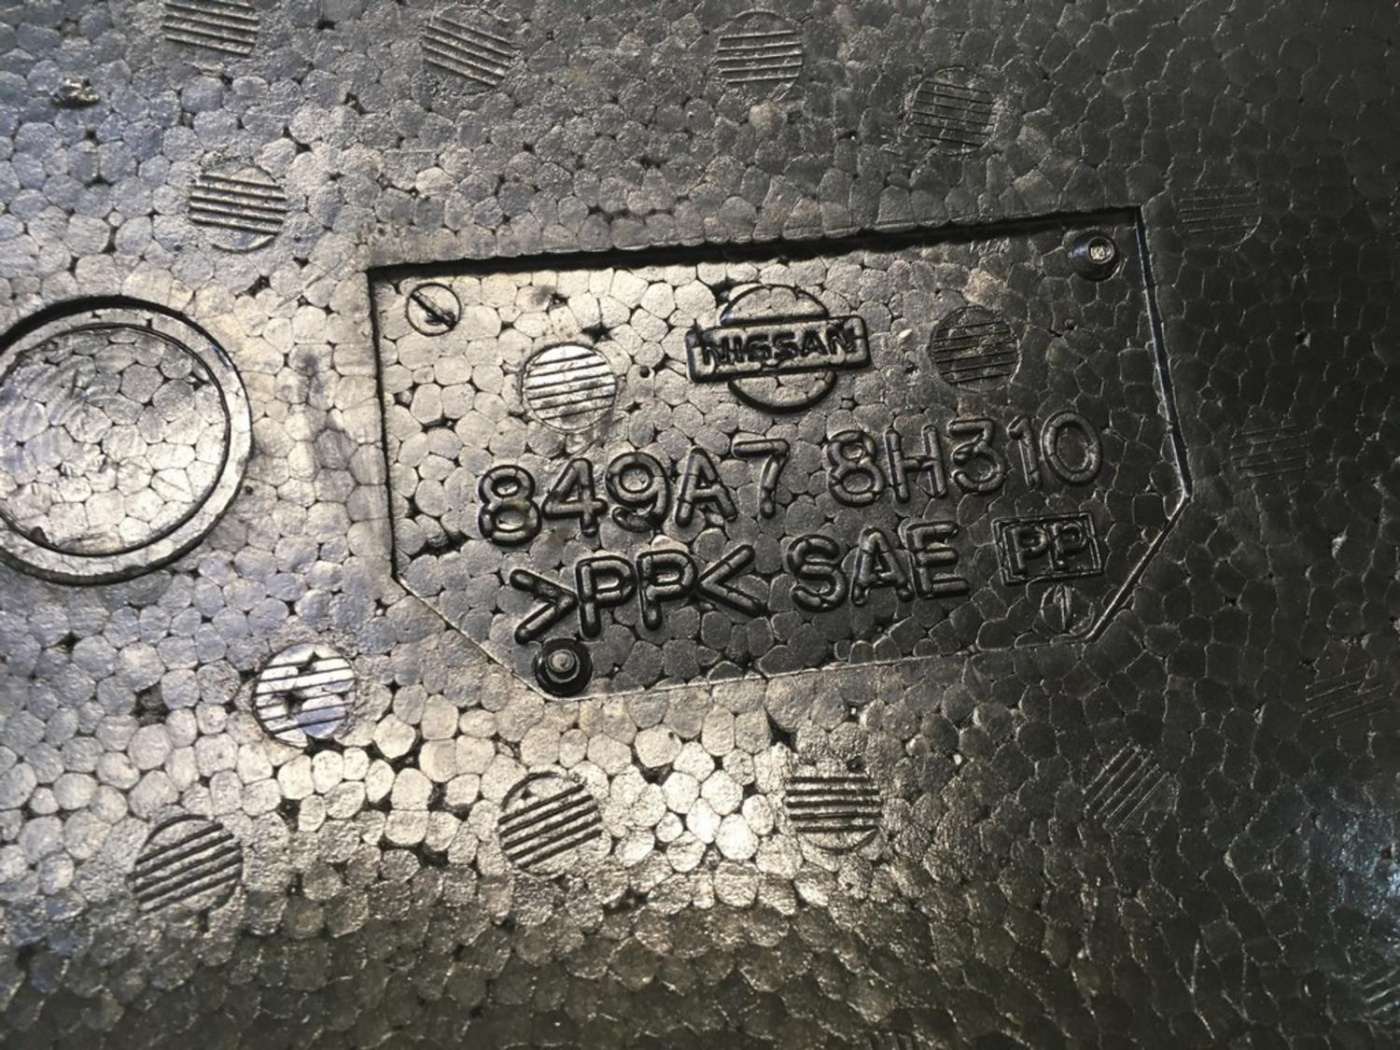 NISSAN
849A7 8H310
>PP< SAE PP